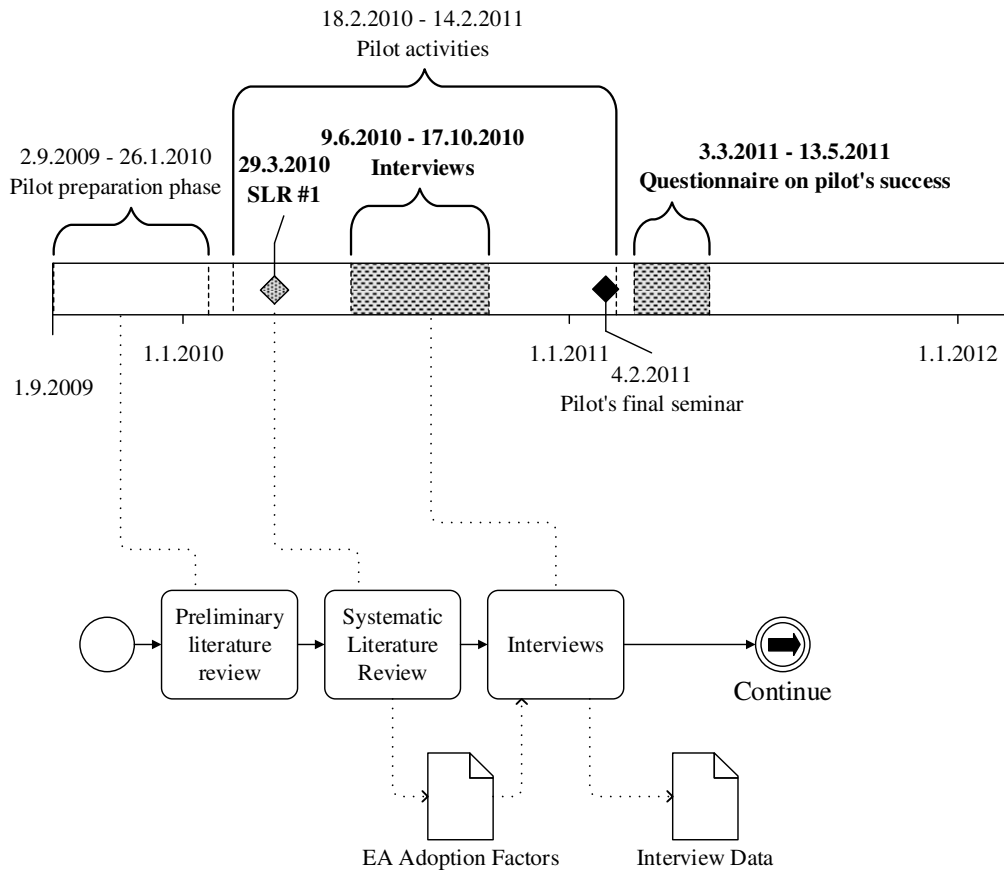 18.2.2010 - 14.2.2011
Pilot activities
2.9.2009 - 26.1.2010
Pilot preparation phase
29.3.2010
SLR #1
9.6.2010 - 17.10.2010
Interviews
3.3.2011 - 13.5.2011
Questionnaire on pilot's success
1.9.2009
1.1.2010
1.1.2011
1.1.2012
4.2.2011
Pilot's final seminar
Preliminary
literature
review
Systematic
Literature
Review
Interviews
Continue
EA Adoption Factors
Interview Data